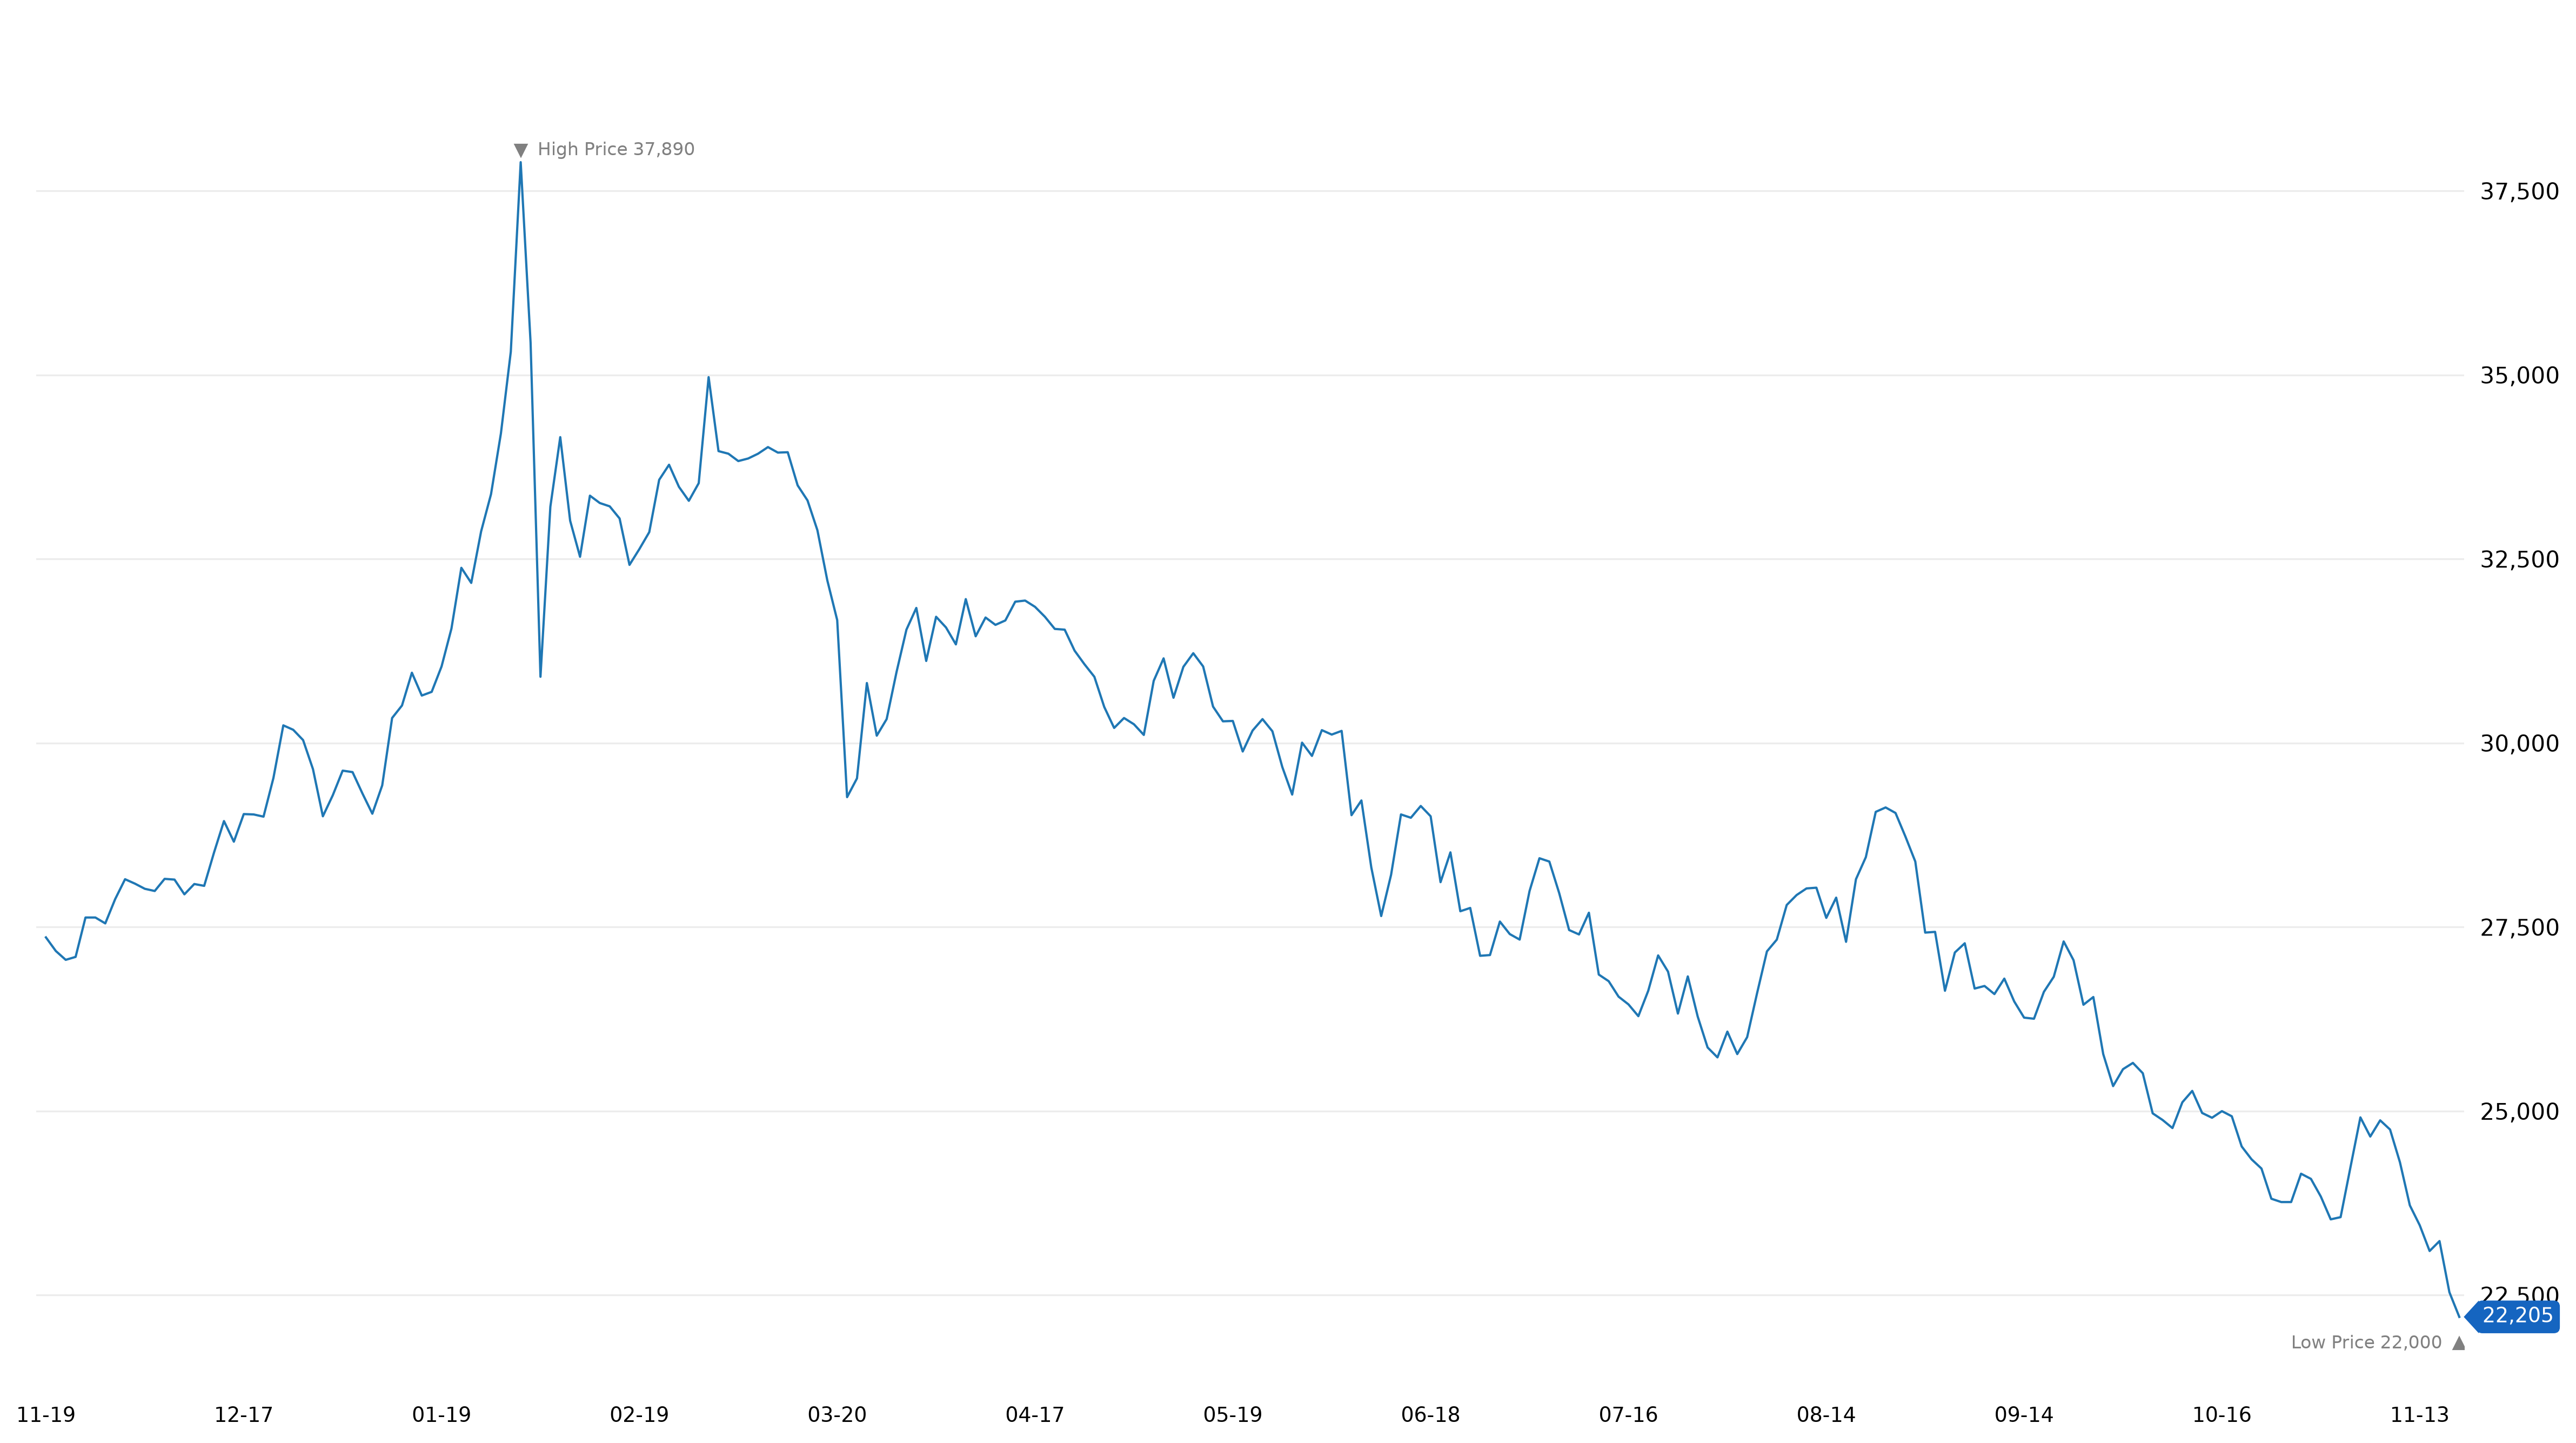 ▼ High Price 37,890
37,500
35,000
32,500
30,000
27,500
25,000
22,500
22,205
Low Price 22,000 ▲
11-19 12-17 01-19 02-19 03-20 04-17 05-19 06-18 07-16 08-14 09-14 10-16 11-13